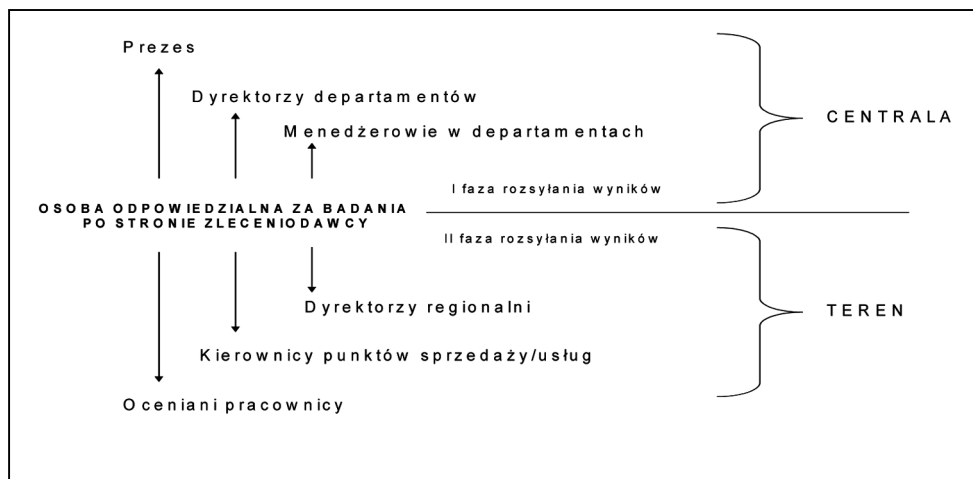 Prezes
Dyrektorzy departamentów
CENTRALA
Menedżerowie w departamentach
I faza rozsyłania wyników
OSOBA ODPOWIEDZIALNA ZA BADANIA
PO STRONIE ZLECENIODAWCY
II faza rozsyłania wyników
Dyrektorzy regionalni
TEREN
Kierownicy punktów sprzedaży/usług
Oceniani pracownicy